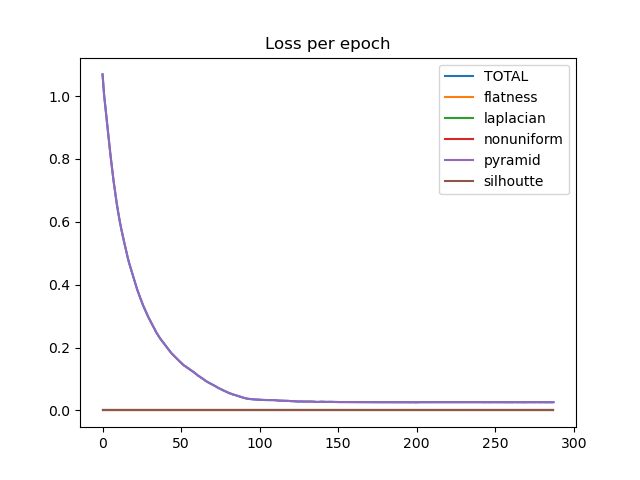 Loss per epoch
TOTAL
flatness
laplacian
nonuniform
pyramid
silhoutte
1.0
0.8
0.6
0.4
0.2
0.0
0 50 100 150 200 250 300